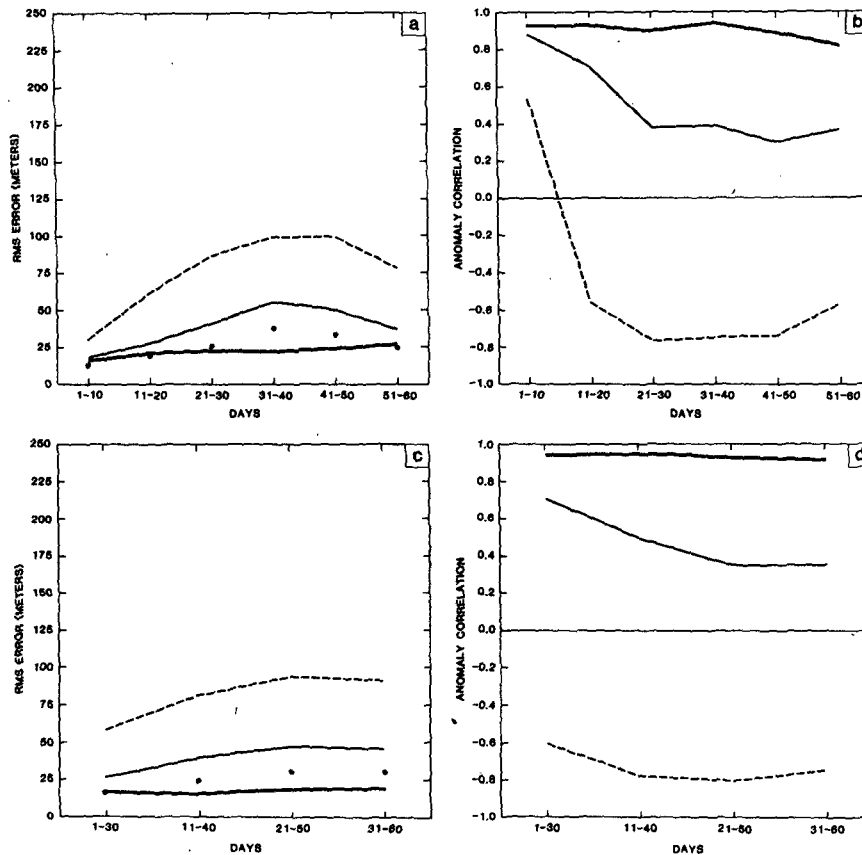 a
250
225
200
175
150
125
100
75
50
25
0
RMS ERROR (METERS)
1-10 11-20 21-30 31-40 41-50 51-60
DAYS
b
1.0
0.8
0.6
0.4
0.2
0.0
-0.2
-0.4
-0.6
-0.8
-1.0
ANOMALY CORRELATION
1-10 11-20 21-30 31-40 41-50 51-60
DAYS
c
250
225
200
175
150
125
100
75
50
25
0
RMS ERROR (METERS)
1-30 11-40 21-50 31-60
DAYS
d
1.0
0.8
0.6
0.4
0.2
0.0
-0.2
-0.4
-0.6
-0.8
-1.0
ANOMALY CORRELATION
1-30 11-40 21-50 31-60
DAYS